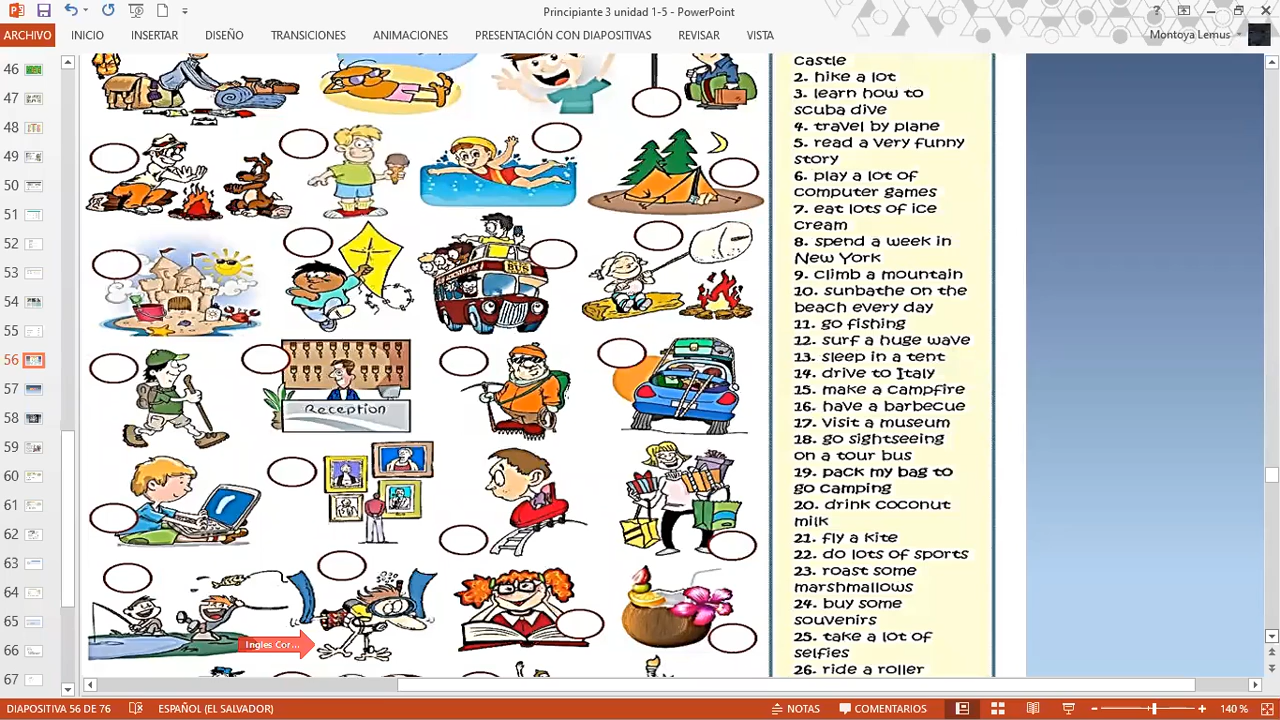 Principiante 3 unidad 1-5 - PowerPoint
ARCHIVO INICIO INSERTAR DISEÑO TRANSICIONES ANIMACIONES PRESENTACIÓN CON DIAPOSITIVAS REVISAR VISTA Montoya Lemus
46
47
48
49
50
51
52
53
54
55
56
57
58
59
60
61
62
63
64
65
66
67
BUS
Reception
Ingles Cor...
castle
2. hike a lot
3. learn how to
scuba dive
4. travel by plane
5. read a very funny
story
6. play a lot of
computer games
7. eat lots of ice
cream
8. spend a week in
New York
9. climb a mountain
10. sunbathe on the
beach every day
11. go fishing
12. surf a huge wave
13. sleep in a tent
14. drive to Italy
15. make a campfire
16. have a barbecue
17. visit a museum
18. go sightseeing
on a tour bus
19. pack my bag to
go camping
20. drink coconut
milk
21. fly a kite
22. do lots of sports
23. roast some
marshmallows
24. buy some
souvenirs
25. take a lot of
selfies
26. ride a roller
DIAPOSITIVA 56 DE 76 ESPAÑOL (EL SALVADOR) NOTAS COMENTARIOS 140 %